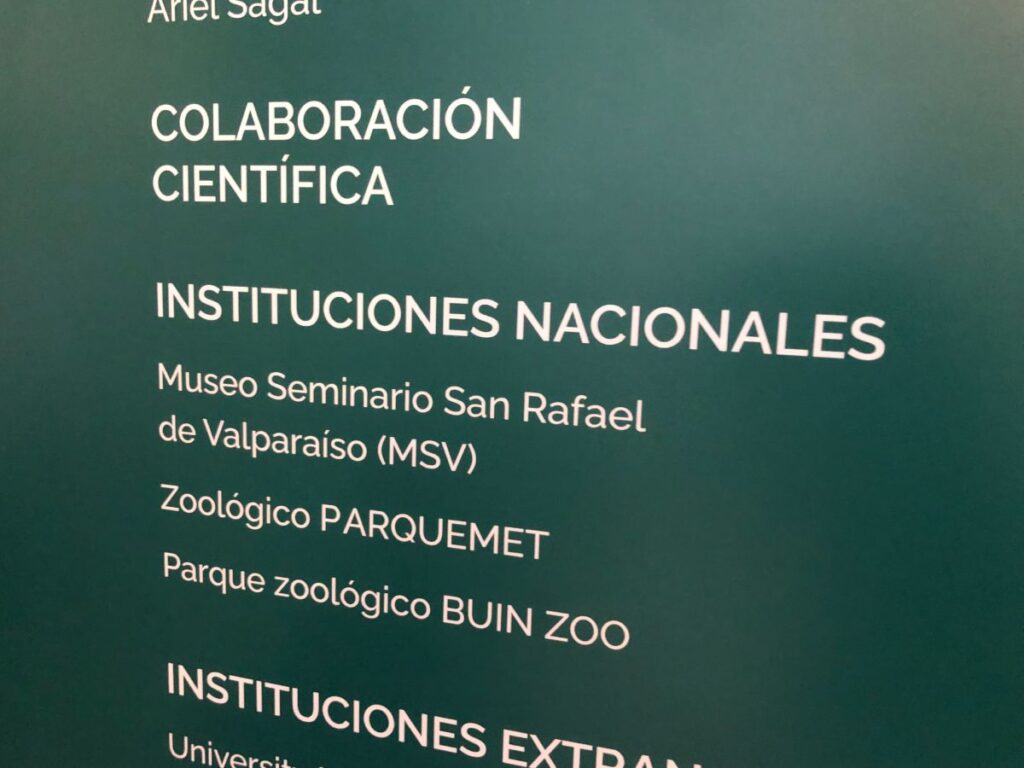 Ariel Sagal
COLABORACIÓN
CIENTÍFICA
INSTITUCIONES NACIONALES
Museo Seminario San Rafael
de Valparaíso (MSV)
Zoológico PARQUEMET
Parque zoológico BUIN ZOO
INSTITUCIONES
University